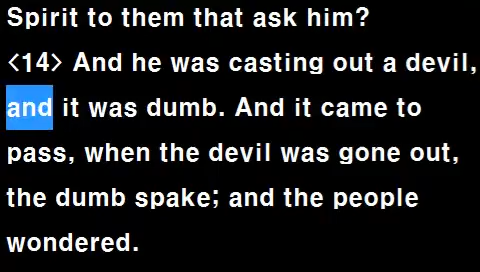 Spirit to them that ask him?
<14> And he was casting out a devil,
and it was dumb. And it came to
pass, when the devil was gone out,
the dumb spake; and the people
wondered.